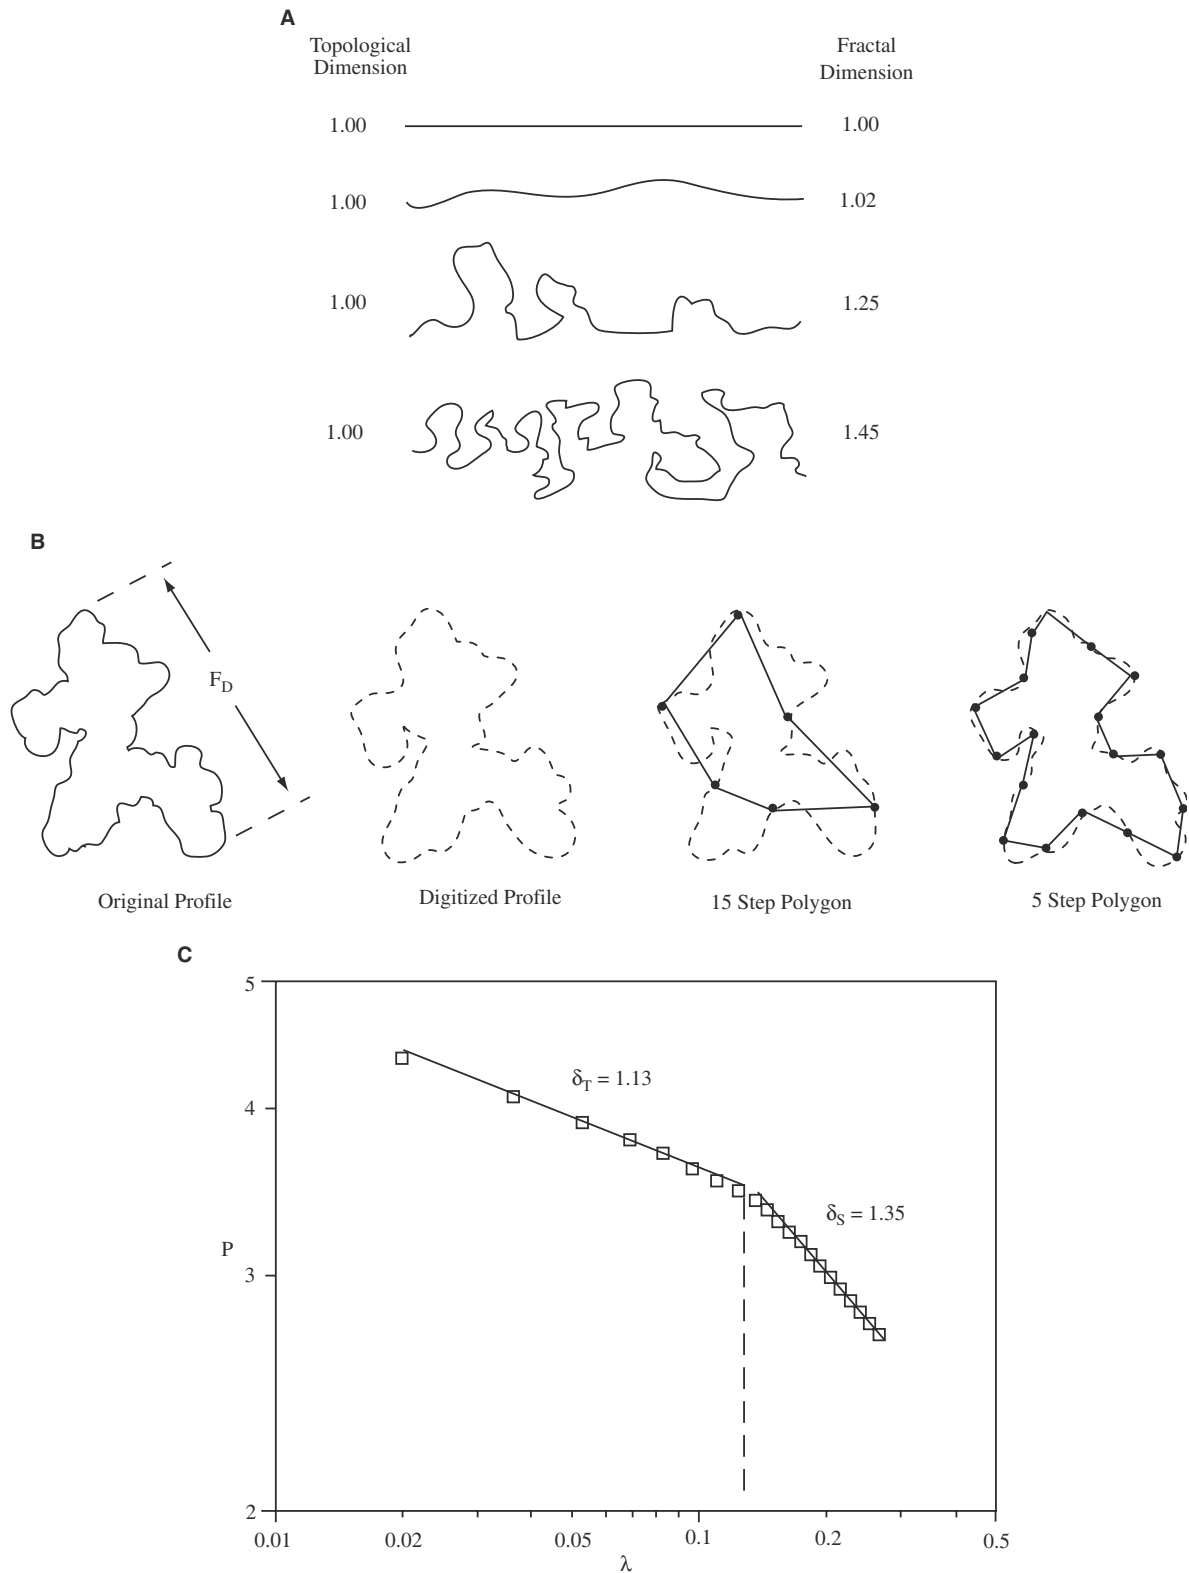 A
Topological
Dimension
Fractal
Dimension
1.00
1.00
1.00
1.02
1.00
1.25
1.00
1.45
B
F_D
Original Profile
Digitized Profile
15 Step Polygon
5 Step Polygon
C
5
δ_T = 1.13
4
δ_S = 1.35
P
3
2
0.01
0.02
0.05
0.1
0.2
0.5
λ